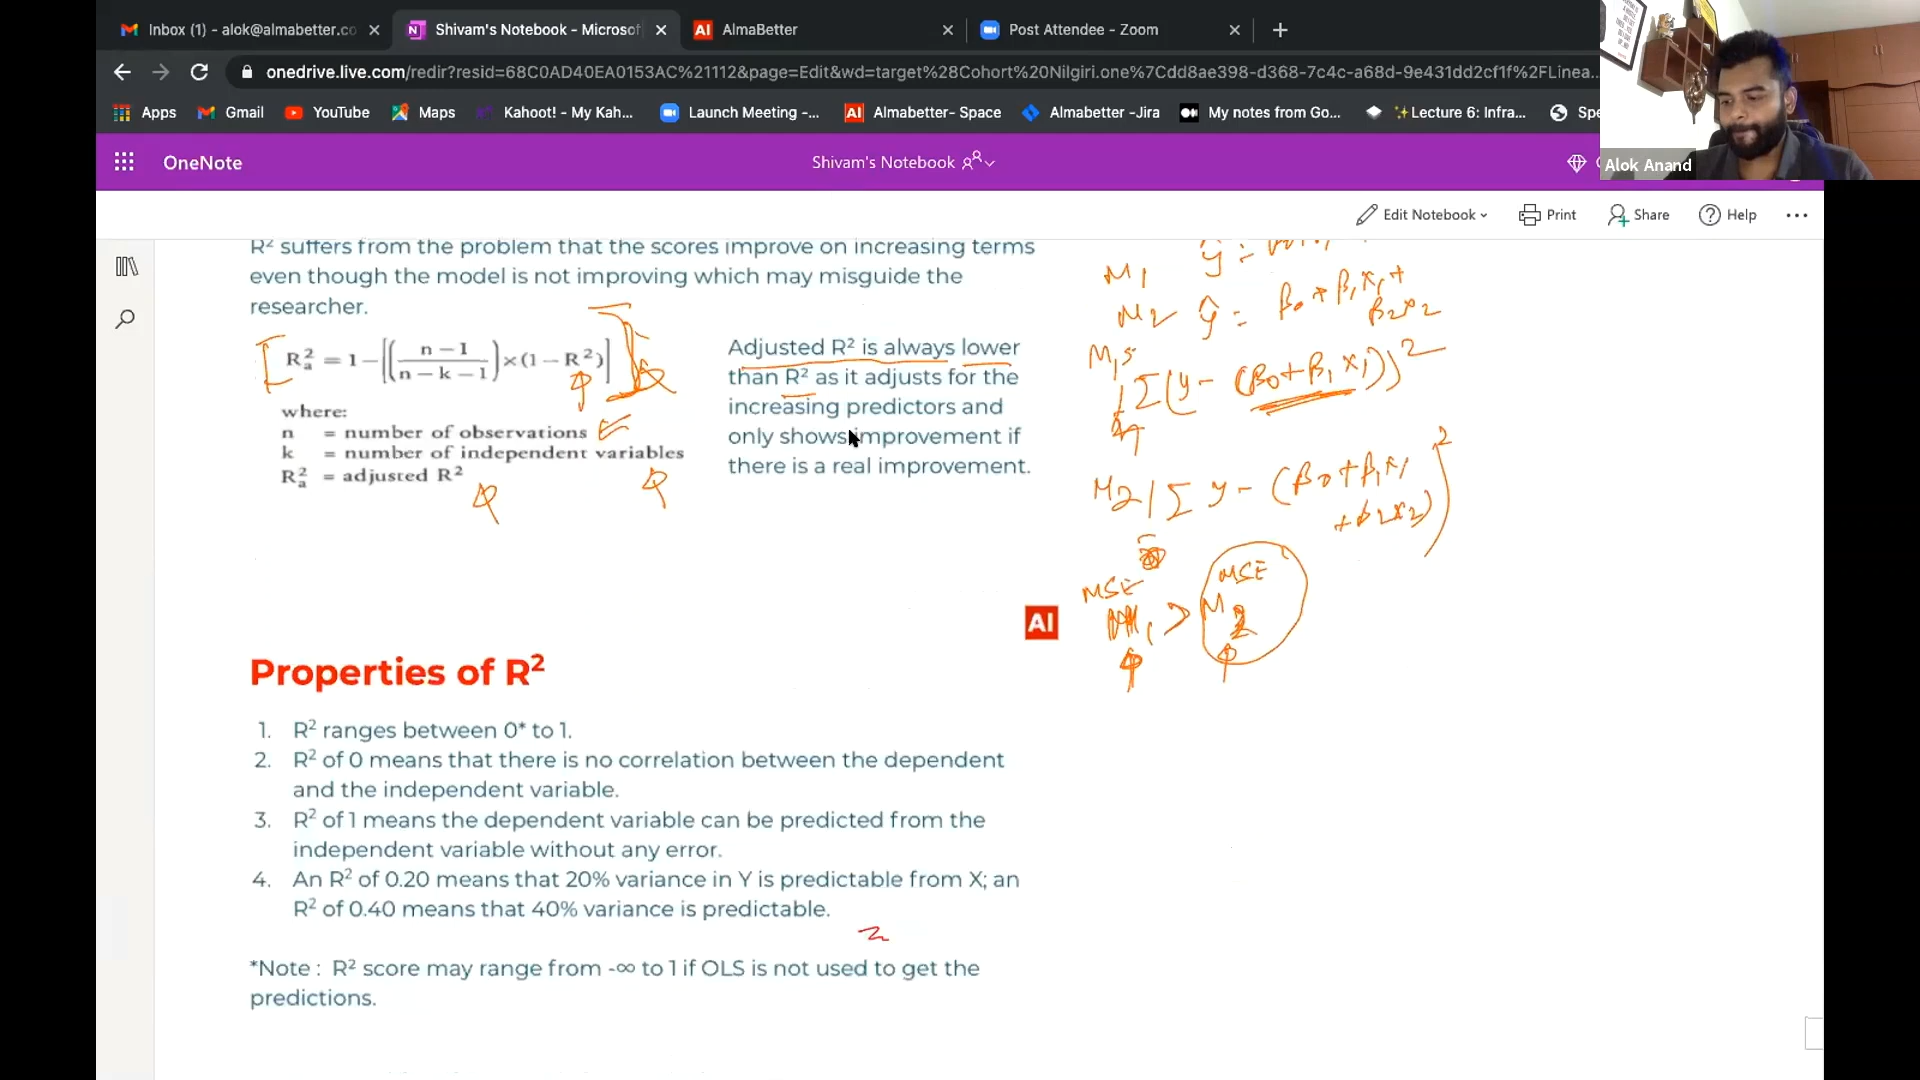 Inbox (1) - alok@almabetter.co
Shivam's Notebook - Microsof
AlmaBetter
Post Attendee - Zoom
onedrive.live.com/redir?resid=68C0AD40EA0153AC%21112&page=Edit&wd=target%28Cohort%20Nilgiri.one%7Cdd8ae398-d368-7c4c-a68d-9e431dd2cf1f%2FLinea...
Apps
Gmail
YouTube
Maps
Kahoot! - My Kah...
Launch Meeting -...
Almabetter- Space
Almabetter -Jira
My notes from Go...
✨Lecture 6: Infra...
Spe
Alok Anand
OneNote
Shivam's Notebook
Edit Notebook
Print
Share
Help
R² suffers from the problem that the scores improve on increasing terms
even though the model is not improving which may misguide the
researcher.
R²a = 1 − [((n − 1)/(n − k − 1)) × (1 − R²)]
where:
n = number of observations
k = number of independent variables
R²a = adjusted R²
Adjusted R² is always lower
than R² as it adjusts for the
increasing predictors and
only shows improvement if
there is a real improvement.
M1
M2 ŷ = β0 + β1x1 +
β2x2
Σ(y − (β0 + β1x1))²
M2 Σ y − (β0 + β1x1
+ β2x2)²
MSE > MSE
M2
AI
Properties of R²
1. R² ranges between 0* to 1.
2. R² of 0 means that there is no correlation between the dependent
and the independent variable.
3. R² of 1 means the dependent variable can be predicted from the
independent variable without any error.
4. An R² of 0.20 means that 20% variance in Y is predictable from X; an
R² of 0.40 means that 40% variance is predictable.
*Note : R² score may range from -∞ to 1 if OLS is not used to get the
predictions.